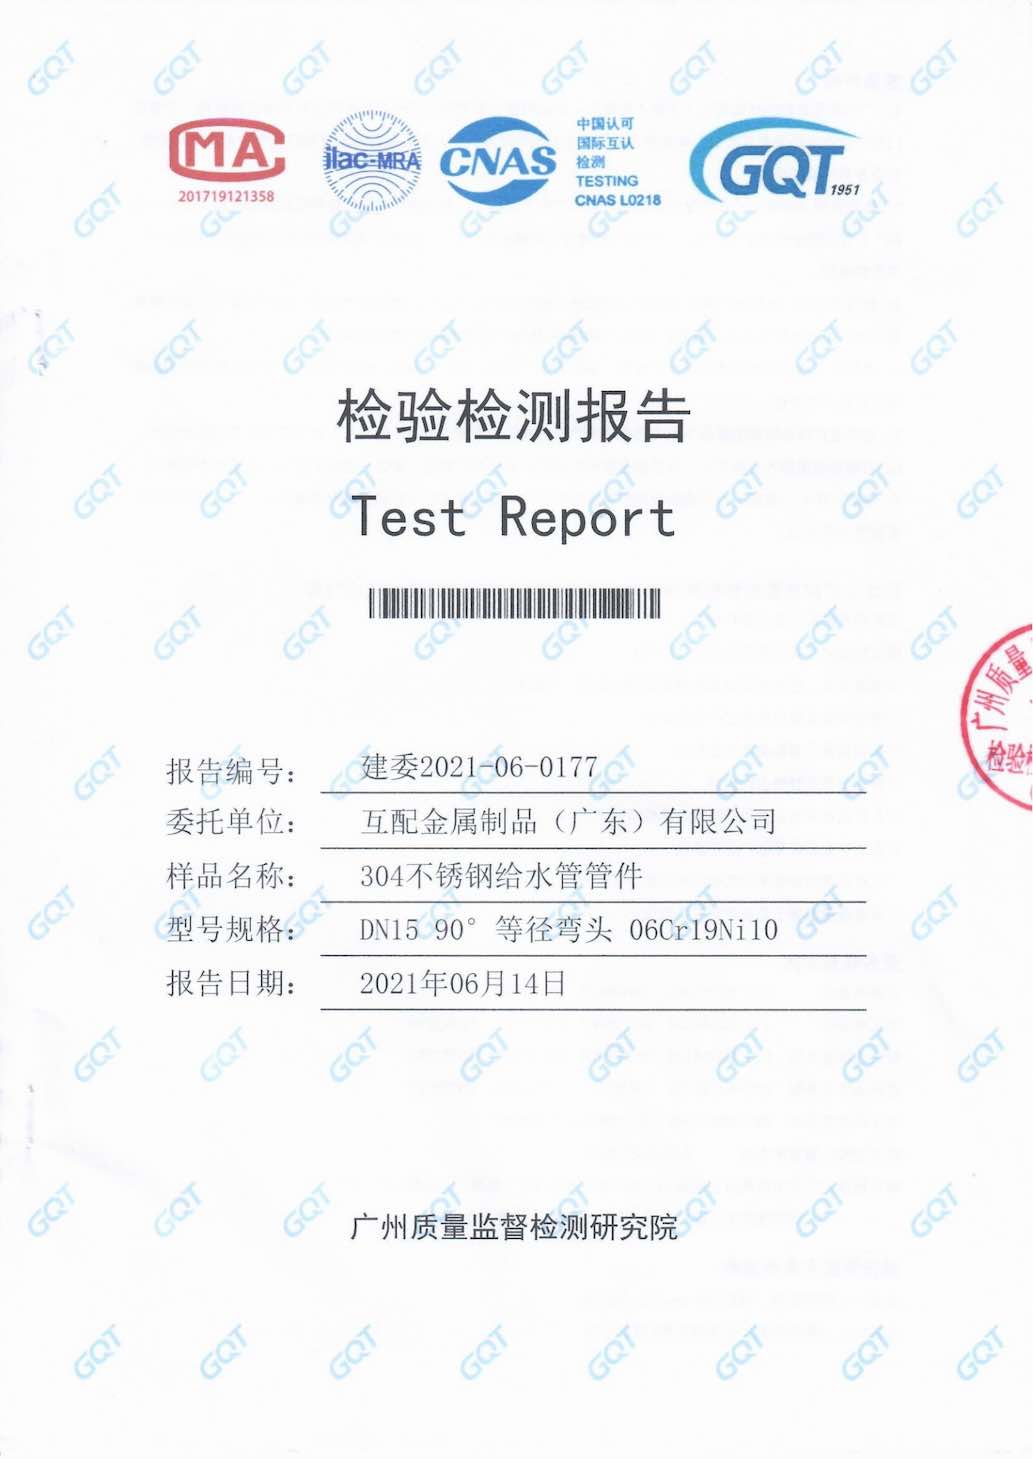 MA
201719121358
ilac-MRA
CNAS
中国认可
国际互认
检测
TESTING
CNAS L0218
GQT 1951
检验检测报告
Test Report
报告编号： 建委2021-06-0177
委托单位： 互配金属制品（广东）有限公司
样品名称： 304不锈钢给水管管件
型号规格： DN15 90° 等径弯头 06Cr19Ni10
报告日期： 2021年06月14日
广州质量
检验检
广州质量监督检测研究院